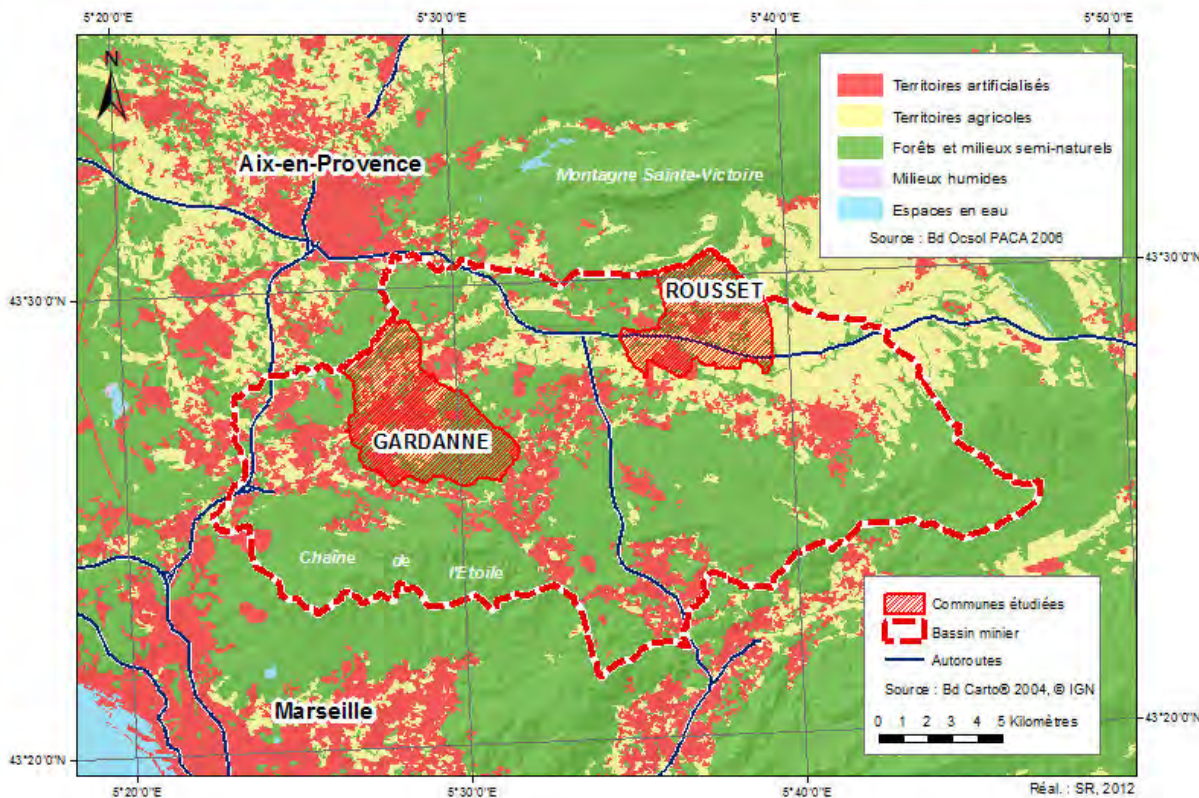 5°20'0"E
5°30'0"E
5°40'0"E
5°50'0"E
N
Territoires artificialisés
Territoires agricoles
Forêts et milieux semi-naturels
Milieux humides
Espaces en eau
Source : Bd Ocsol PACA 2006
Aix-en-Provence
Montagne Sainte-Victoire
43°30'0"N
43°30'0"E
ROUSSET
GARDANNE
Chaîne de l'Etoile
Communes étudiées
Bassin minier
Autoroutes
Source : Bd Carto® 2004, © IGN
0 1 2 3 4 5 Kilomètres
Marseille
43°20'0"N
43°20'0"E
5°20'0"E
5°30'0"E
5°40'0"E
Réal. : SR, 2012